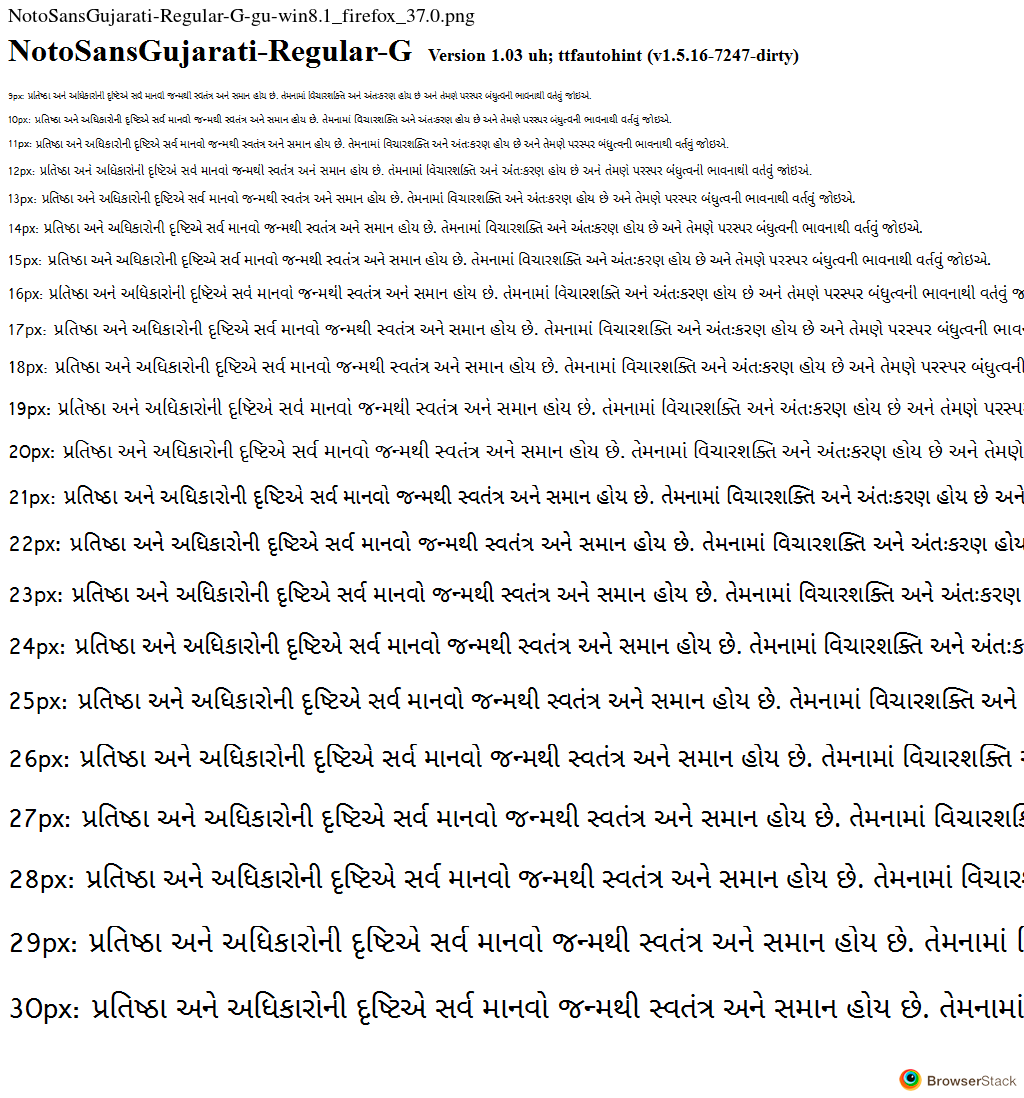 NotoSansGujarati-Regular-G-gu-win8.1_firefox_37.0.png
NotoSansGujarati-Regular-G Version 1.03 uh; ttfautohint (v1.5.16-7247-dirty)
9px: પ્રતિષ્ઠા અને અધિકારોની દૃષ્ટિએ સર્વ માનવો જન્મથી સ્વતંત્ર અને સમાન હોય છે. તેમનામાં વિચારશક્તિ અને અંતઃકરણ હોય છે અને તેમણે પરસ્પર બંધુત્વની ભાવનાથી વર્તવું જોઇએ.
10px: પ્રતિષ્ઠા અને અધિકારોની દૃષ્ટિએ સર્વ માનવો જન્મથી સ્વતંત્ર અને સમાન હોય છે. તેમનામાં વિચારશક્તિ અને અંતઃકરણ હોય છે અને તેમણે પરસ્પર બંધુત્વની ભાવનાથી વર્તવું જોઇએ.
11px: પ્રતિષ્ઠા અને અધિકારોની દૃષ્ટિએ સર્વ માનવો જન્મથી સ્વતંત્ર અને સમાન હોય છે. તેમનામાં વિચારશક્તિ અને અંતઃકરણ હોય છે અને તેમણે પરસ્પર બંધુત્વની ભાવનાથી વર્તવું જોઇએ.
12px: પ્રતિષ્ઠા અને અધિકારોની દૃષ્ટિએ સર્વ માનવો જન્મથી સ્વતંત્ર અને સમાન હોય છે. તેમનામાં વિચારશક્તિ અને અંતઃકરણ હોય છે અને તેમણે પરસ્પર બંધુત્વની ભાવનાથી વર્તવું જોઇએ.
13px: પ્રતિષ્ઠા અને અધિકારોની દૃષ્ટિએ સર્વ માનવો જન્મથી સ્વતંત્ર અને સમાન હોય છે. તેમનામાં વિચારશક્તિ અને અંતઃકરણ હોય છે અને તેમણે પરસ્પર બંધુત્વની ભાવનાથી વર્તવું જોઇએ.
14px: પ્રતિષ્ઠા અને અધિકારોની દૃષ્ટિએ સર્વ માનવો જન્મથી સ્વતંત્ર અને સમાન હોય છે. તેમનામાં વિચારશક્તિ અને અંતઃકરણ હોય છે અને તેમણે પરસ્પર બંધુત્વની ભાવનાથી વર્તવું જોઇએ.
15px: પ્રતિષ્ઠા અને અધિકારોની દૃષ્ટિએ સર્વ માનવો જન્મથી સ્વતંત્ર અને સમાન હોય છે. તેમનામાં વિચારશક્તિ અને અંતઃકરણ હોય છે અને તેમણે પરસ્પર બંધુત્વની ભાવનાથી વર્તવું જોઇએ.
16px: પ્રતિષ્ઠા અને અધિકારોની દૃષ્ટિએ સર્વ માનવો જન્મથી સ્વતંત્ર અને સમાન હોય છે. તેમનામાં વિચારશક્તિ અને અંતઃકરણ હોય છે અને તેમણે પરસ્પર બંધુત્વની ભાવનાથી વર્તવું
17px: પ્રતિષ્ઠા અને અધિકારોની દૃષ્ટિએ સર્વ માનવો જન્મથી સ્વતંત્ર અને સમાન હોય છે. તેમનામાં વિચારશક્તિ અને અંતઃકરણ હોય છે અને તેમણે પરસ્પર બંધુત્વની ભાવ
18px: પ્રતિષ્ઠા અને અધિકારોની દૃષ્ટિએ સર્વ માનવો જન્મથી સ્વતંત્ર અને સમાન હોય છે. તેમનામાં વિચારશક્તિ અને અંતઃકરણ હોય છે અને તેમણે પરસ્પર બંધુત્વની
19px: પ્રતિષ્ઠા અને અધિકારોની દૃષ્ટિએ સર્વ માનવો જન્મથી સ્વતંત્ર અને સમાન હોય છે. તેમનામાં વિચારશક્તિ અને અંતઃકરણ હોય છે અને તેમણે પરસ્પ
20px: પ્રતિષ્ઠા અને અધિકારોની દૃષ્ટિએ સર્વ માનવો જન્મથી સ્વતંત્ર અને સમાન હોય છે. તેમનામાં વિચારશક્તિ અને અંતઃકરણ હોય છે અને તેમણે
21px: પ્રતિષ્ઠા અને અધિકારોની દૃષ્ટિએ સર્વ માનવો જન્મથી સ્વતંત્ર અને સમાન હોય છે. તેમનામાં વિચારશક્તિ અને અંતઃકરણ હોય છે અને
22px: પ્રતિષ્ઠા અને અધિકારોની દૃષ્ટિએ સર્વ માનવો જન્મથી સ્વતંત્ર અને સમાન હોય છે. તેમનામાં વિચારશક્તિ અને અંતઃકરણ હોય
23px: પ્રતિષ્ઠા અને અધિકારોની દૃષ્ટિએ સર્વ માનવો જન્મથી સ્વતંત્ર અને સમાન હોય છે. તેમનામાં વિચારશક્તિ અને અંતઃકરણ
24px: પ્રતિષ્ઠા અને અધિકારોની દૃષ્ટિએ સર્વ માનવો જન્મથી સ્વતંત્ર અને સમાન હોય છે. તેમનામાં વિચારશક્તિ અને અંતઃક
25px: પ્રતિષ્ઠા અને અધિકારોની દૃષ્ટિએ સર્વ માનવો જન્મથી સ્વતંત્ર અને સમાન હોય છે. તેમનામાં વિચારશક્તિ અને
26px: પ્રતિષ્ઠા અને અધિકારોની દૃષ્ટિએ સર્વ માનવો જન્મથી સ્વતંત્ર અને સમાન હોય છે. તેમનામાં વિચારશક્તિ
27px: પ્રતિષ્ઠા અને અધિકારોની દૃષ્ટિએ સર્વ માનવો જન્મથી સ્વતંત્ર અને સમાન હોય છે. તેમનામાં વિચારશક્તિ
28px: પ્રતિષ્ઠા અને અધિકારોની દૃષ્ટિએ સર્વ માનવો જન્મથી સ્વતંત્ર અને સમાન હોય છે. તેમનામાં વિચાર
29px: પ્રતિષ્ઠા અને અધિકારોની દૃષ્ટિએ સર્વ માનવો જન્મથી સ્વતંત્ર અને સમાન હોય છે. તેમનામાં
30px: પ્રતિષ્ઠા અને અધિકારોની દૃષ્ટિએ સર્વ માનવો જન્મથી સ્વતંત્ર અને સમાન હોય છે. તેમનામાં
BrowserStack